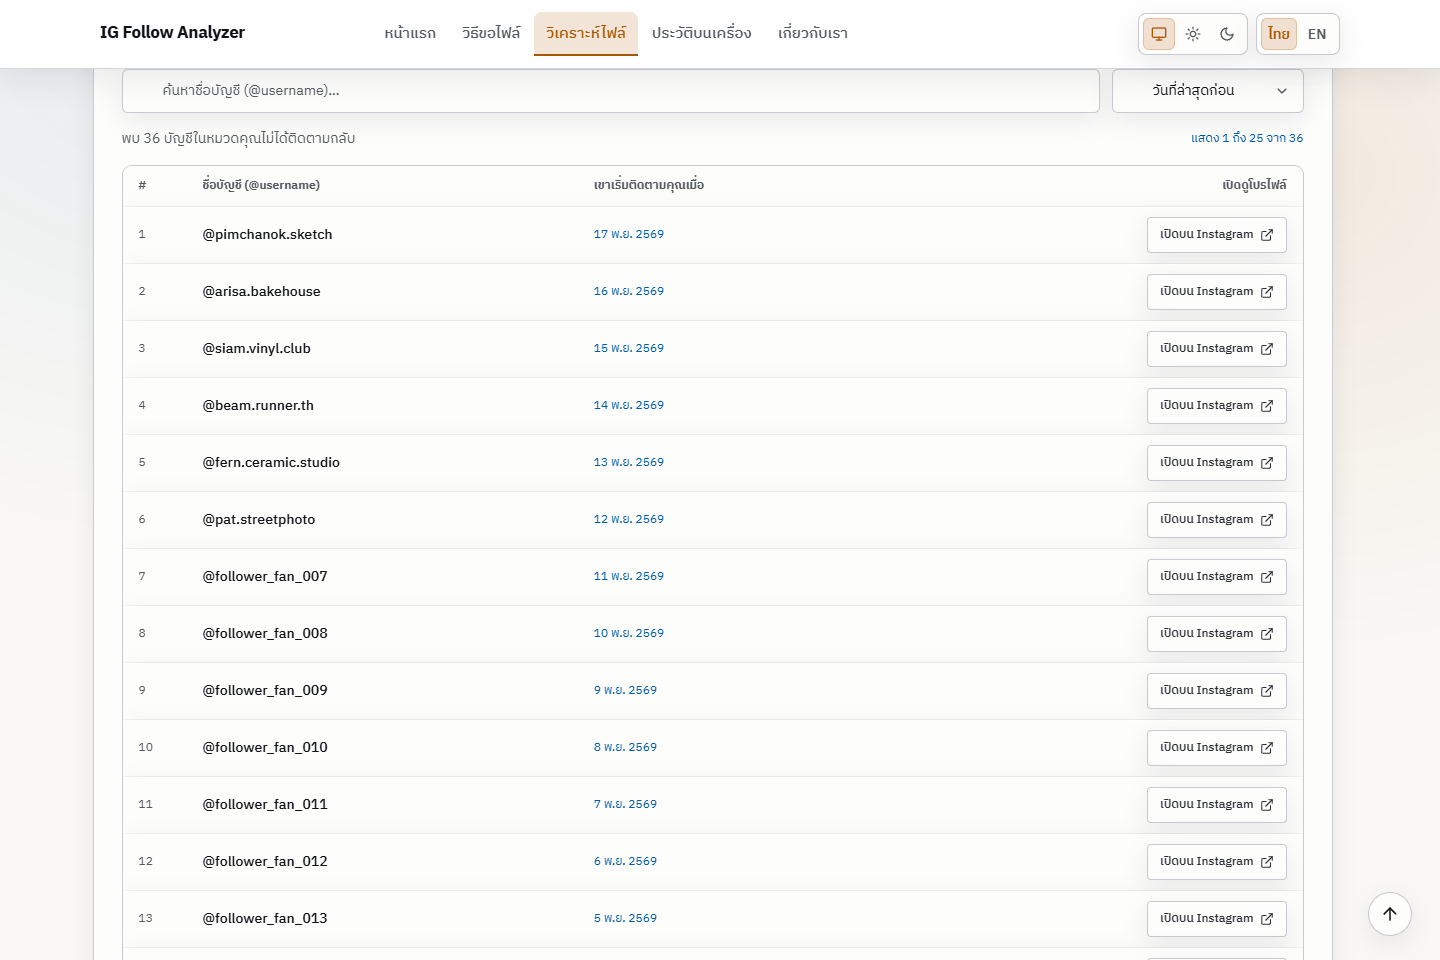 IG Follow Analyzer
หน้าแรก
วิธีขอไฟล์
วิเคราะห์ไฟล์
ประวัติบนเครื่อง
เกี่ยวกับเรา
ไทย
EN
ค้นหาชื่อบัญชี (@username)...
วันที่ล่าสุดก่อน
พบ 36 บัญชีในหมวดคุณไม่ได้ติดตามกลับ
แสดง 1 ถึง 25 จาก 36
# ชื่อบัญชี (@username) เขาเริ่มติดตามคุณเมื่อ เปิดดูโปรไฟล์
1 @pimchanok.sketch 17 พ.ย. 2569 เปิดบน Instagram
2 @arisa.bakehouse 16 พ.ย. 2569 เปิดบน Instagram
3 @siam.vinyl.club 15 พ.ย. 2569 เปิดบน Instagram
4 @beam.runner.th 14 พ.ย. 2569 เปิดบน Instagram
5 @fern.ceramic.studio 13 พ.ย. 2569 เปิดบน Instagram
6 @pat.streetphoto 12 พ.ย. 2569 เปิดบน Instagram
7 @follower_fan_007 11 พ.ย. 2569 เปิดบน Instagram
8 @follower_fan_008 10 พ.ย. 2569 เปิดบน Instagram
9 @follower_fan_009 9 พ.ย. 2569 เปิดบน Instagram
10 @follower_fan_010 8 พ.ย. 2569 เปิดบน Instagram
11 @follower_fan_011 7 พ.ย. 2569 เปิดบน Instagram
12 @follower_fan_012 6 พ.ย. 2569 เปิดบน Instagram
13 @follower_fan_013 5 พ.ย. 2569 เปิดบน Instagram